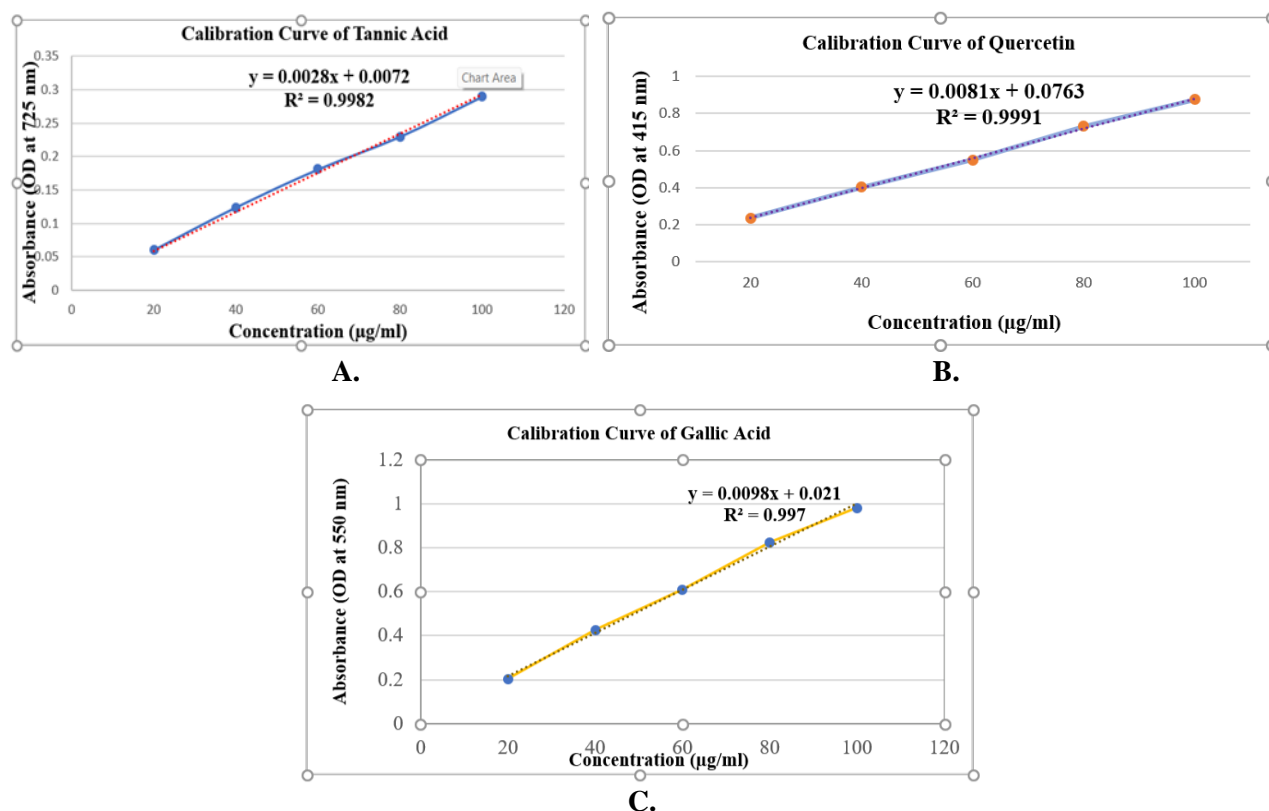 Calibration Curve of Tannic Acid
y = 0.0028x + 0.0072
R² = 0.9982
Chart Area
Absorbance (OD at 725 nm)
0.35
0.3
0.25
0.2
0.15
0.1
0.05
0
0 20 40 60 80 100 120
Concentration (µg/ml)
A.
Calibration Curve of Quercetin
y = 0.0081x + 0.0763
R² = 0.9991
Absorbance (OD at 415 nm)
1
0.8
0.6
0.4
0.2
0
20 40 60 80 100
Concentration (µg/ml)
B.
Calibration Curve of Gallic Acid
y = 0.0098x + 0.021
R² = 0.997
Absorbance (OD at 550 nm)
1.2
1
0.8
0.6
0.4
0.2
0
0 20 40 60 80 100 120
Concentration (µg/ml)
C.